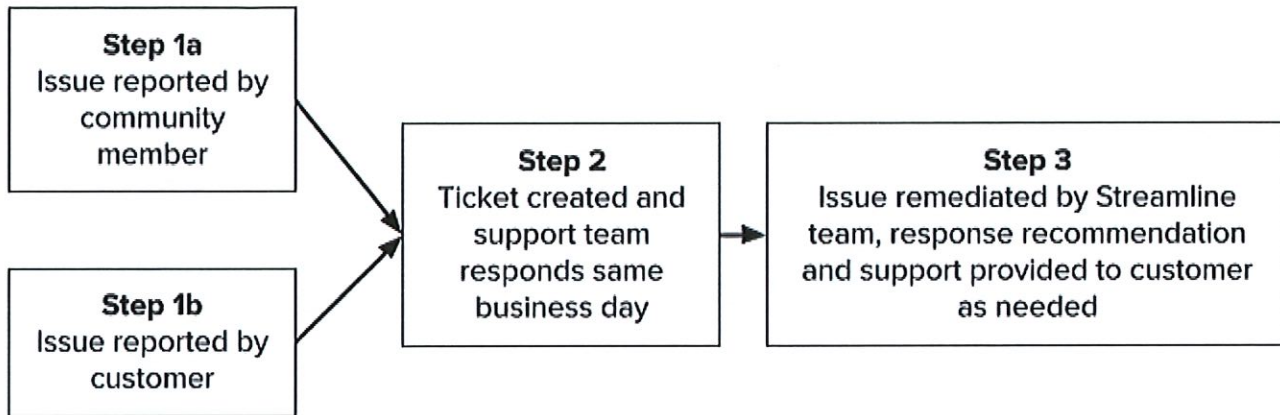 Step 1a
Issue reported by
community
member
Step 1b
Issue reported by
customer
Step 2
Ticket created and
support team
responds same
business day
Step 3
Issue remediated by Streamline
team, response recommendation
and support provided to customer
as needed